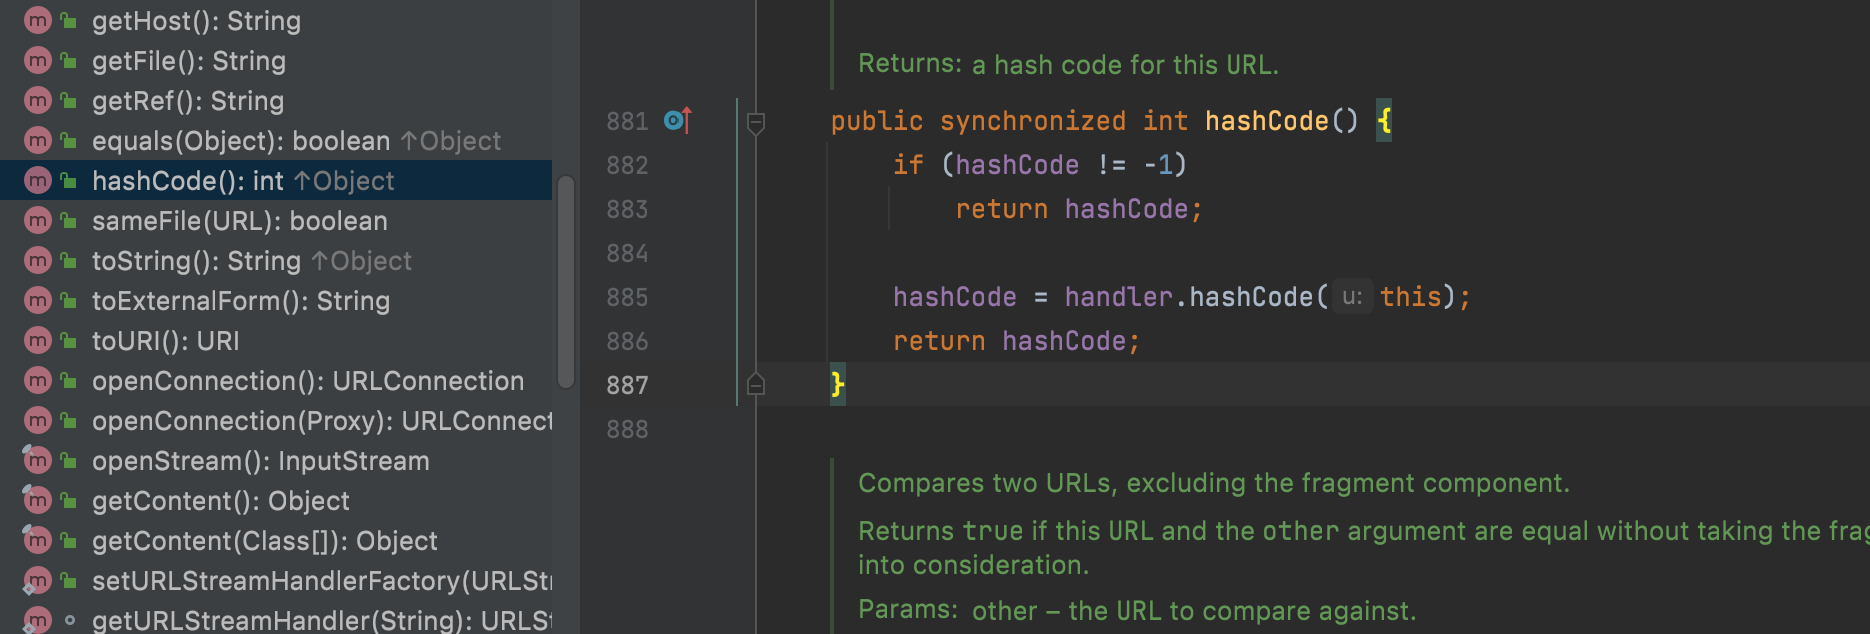 getHost(): String
getFile(): String
getRef(): String
equals(Object): boolean ↑Object
hashCode(): int ↑Object
sameFile(URL): boolean
toString(): String ↑Object
toExternalForm(): String
toURI(): URI
openConnection(): URLConnection
openConnection(Proxy): URLConnect
openStream(): InputStream
getContent(): Object
getContent(Class[]): Object
setURLStreamHandlerFactory(URLStr
getURLStreamHandler(String): URLSt
Returns: a hash code for this URL.
881 public synchronized int hashCode() {
882 if (hashCode != -1)
883 return hashCode;
884
885 hashCode = handler.hashCode( u: this);
886 return hashCode;
887 }
888
Compares two URLs, excluding the fragment component.
Returns true if this URL and the other argument are equal without taking the frag
into consideration.
Params: other – the URL to compare against.